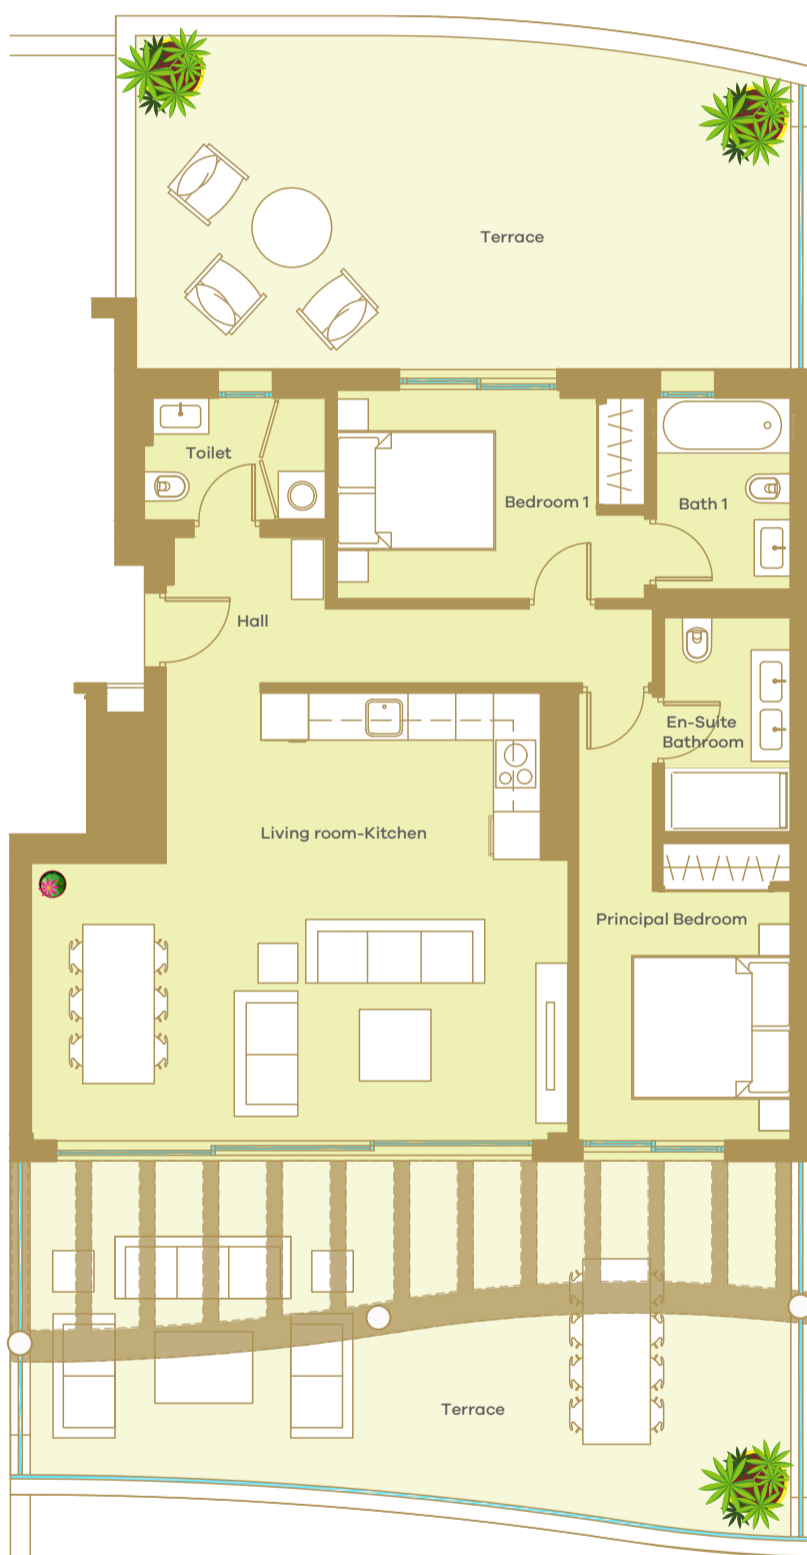 Terrace
Toilet
Bedroom 1
Bath 1
Hall
En-Suite
Bathroom
Living room-Kitchen
Principal Bedroom
Terrace